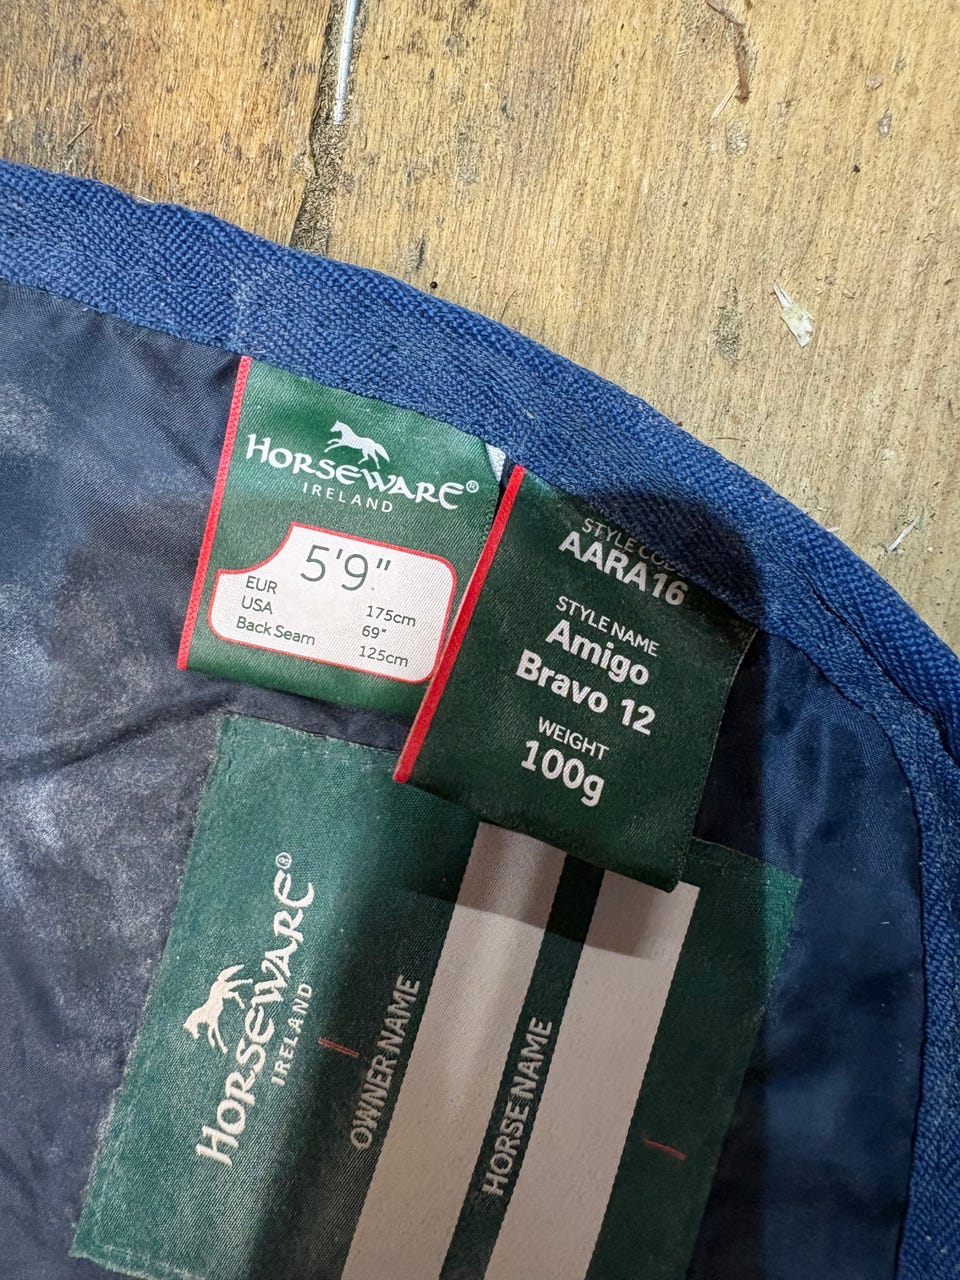 HORSEWARE®
IRELAND
5'9"
EUR 175cm
USA 69"
Back Seam 125cm
STYLE
AARA16
STYLE NAME
Amigo
Bravo 12
WEIGHT
100g
HORSEWARE®
IRELAND
OWNER NAME
HORSE NAME